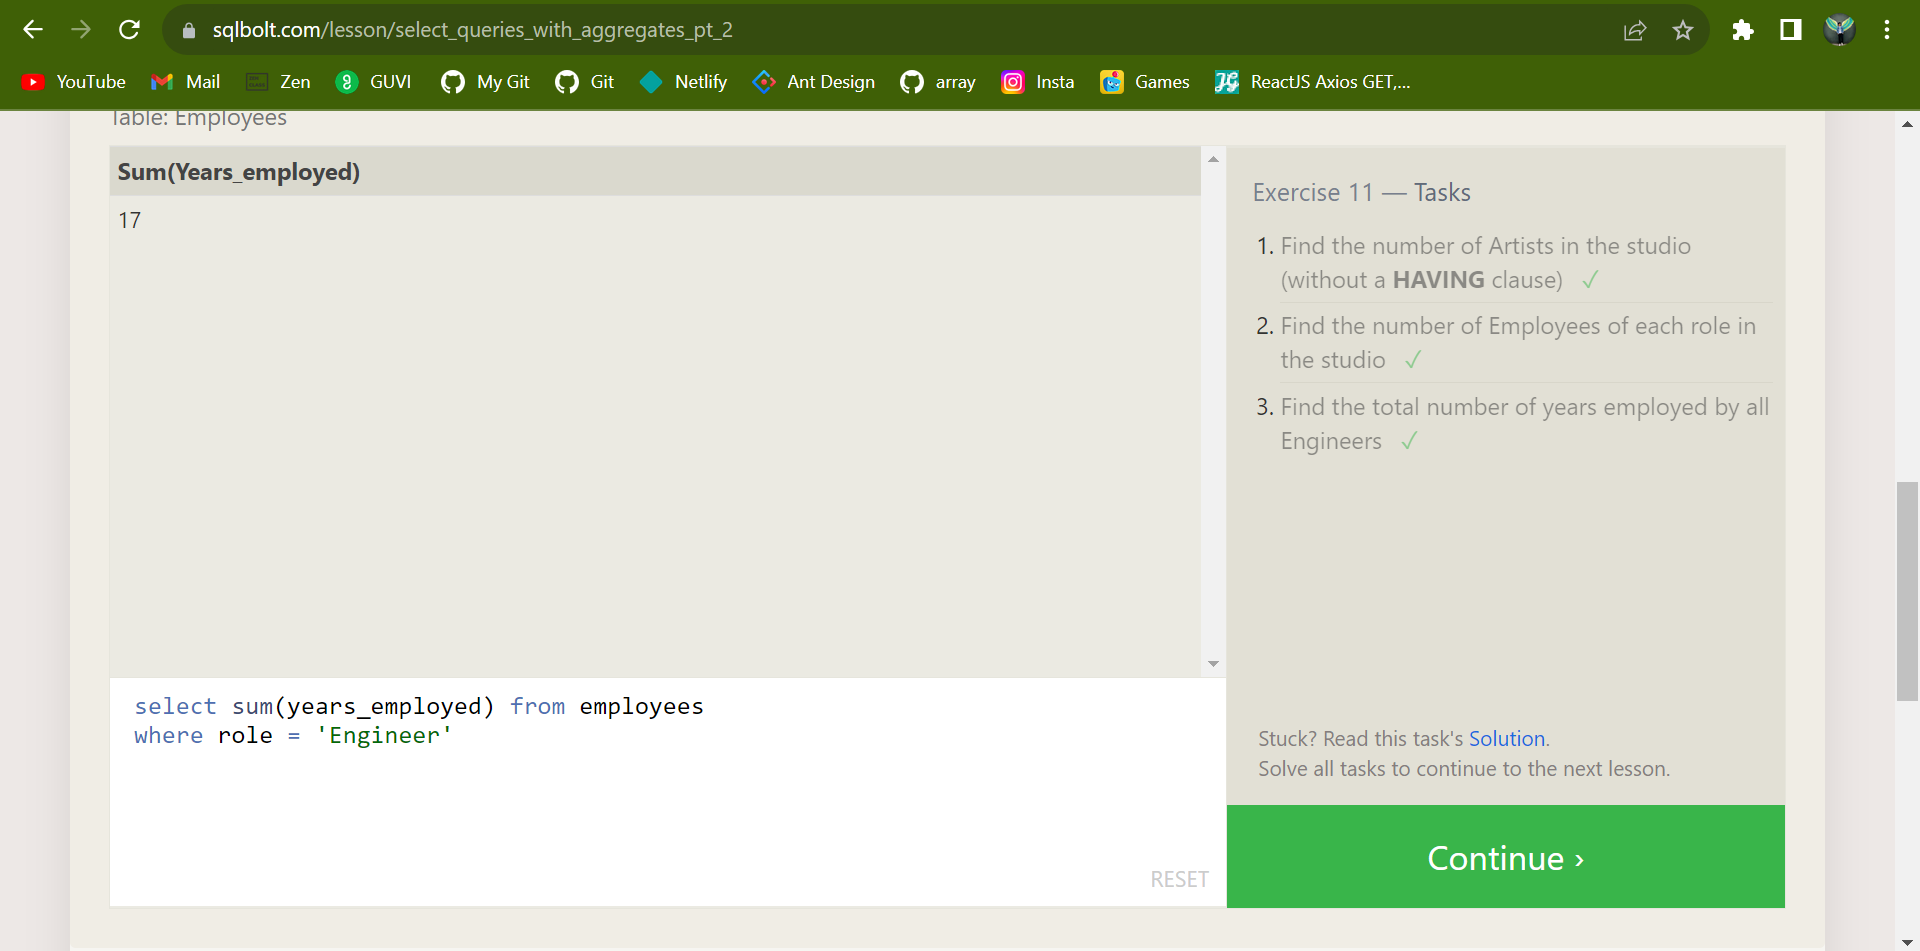 sqlbolt.com/lesson/select_queries_with_aggregates_pt_2
YouTube Mail Zen GUVI My Git Git Netlify Ant Design array Insta Games ReactJS Axios GET,...
Table: Employees
Sum(Years_employed)
17
select sum(years_employed) from employees
where role = 'Engineer'
RESET
Exercise 11 — Tasks
1. Find the number of Artists in the studio
(without a HAVING clause) ✓
2. Find the number of Employees of each role in
the studio ✓
3. Find the total number of years employed by all
Engineers ✓
Stuck? Read this task's Solution.
Solve all tasks to continue to the next lesson.
Continue ›